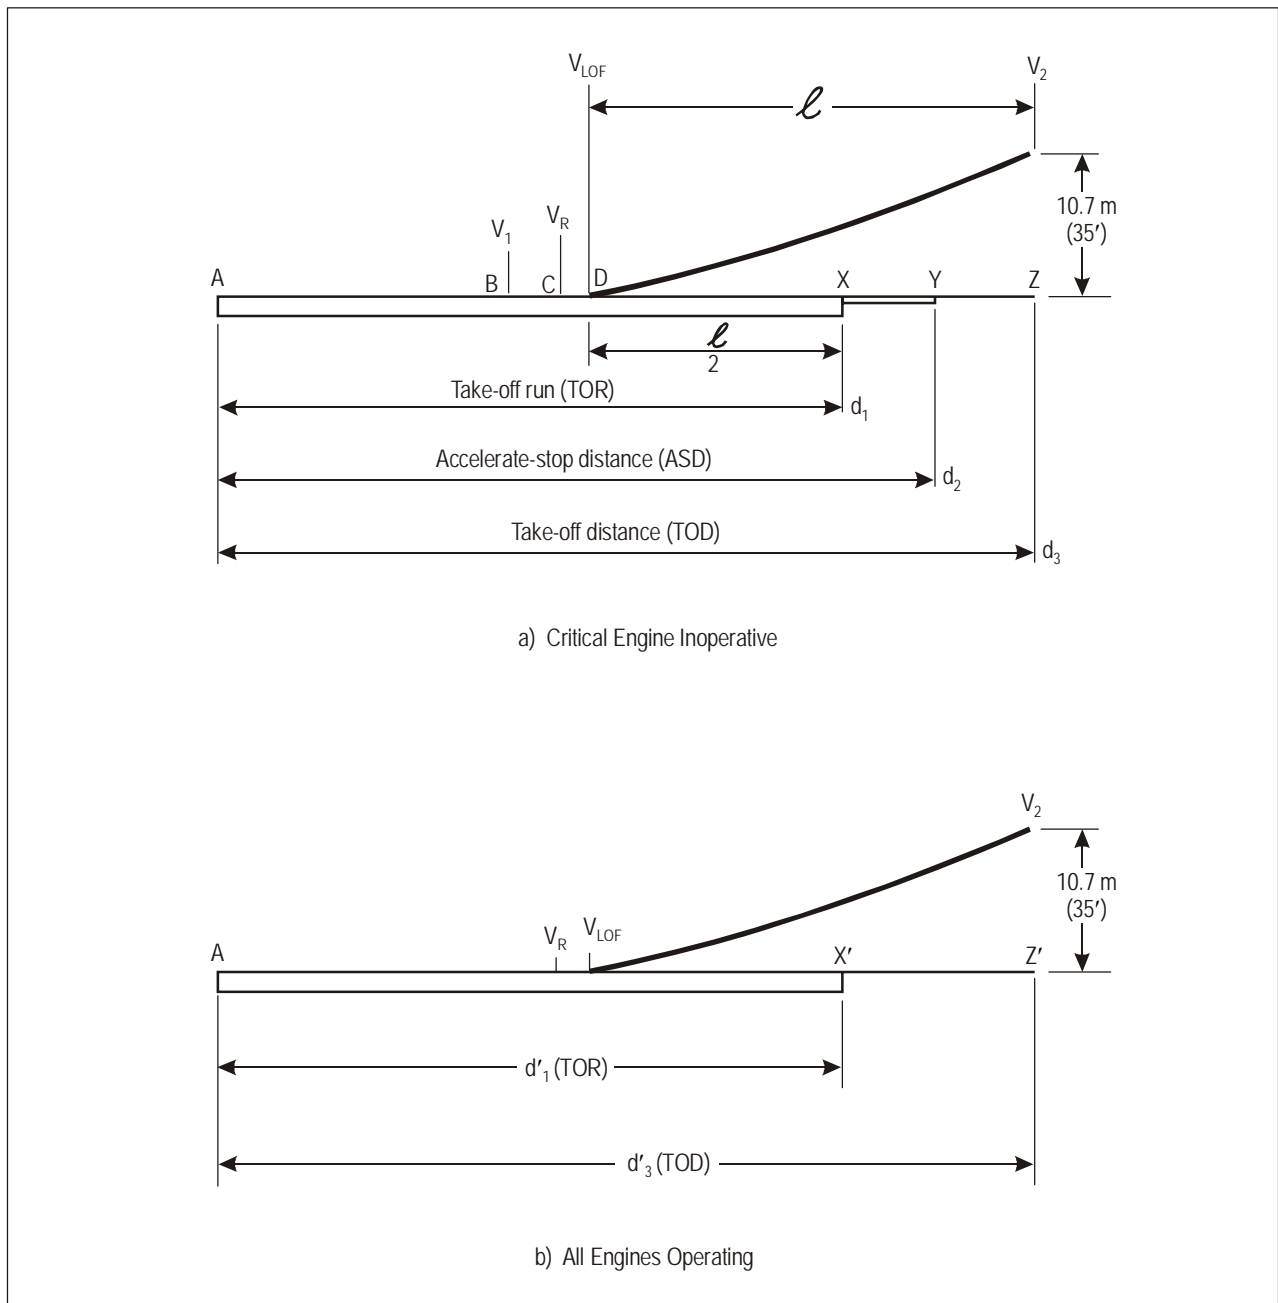 V_LOF
V_2
ℓ
10.7 m
(35′)
V_1
V_R
A
B
C
D
X
Y
Z
ℓ
2
Take-off run (TOR)
d_1
Accelerate-stop distance (ASD)
d_2
Take-off distance (TOD)
d_3
a) Critical Engine Inoperative
V_2
10.7 m
(35′)
V_R
V_LOF
A
X′
Z′
d′_1 (TOR)
d′_3 (TOD)
b) All Engines Operating